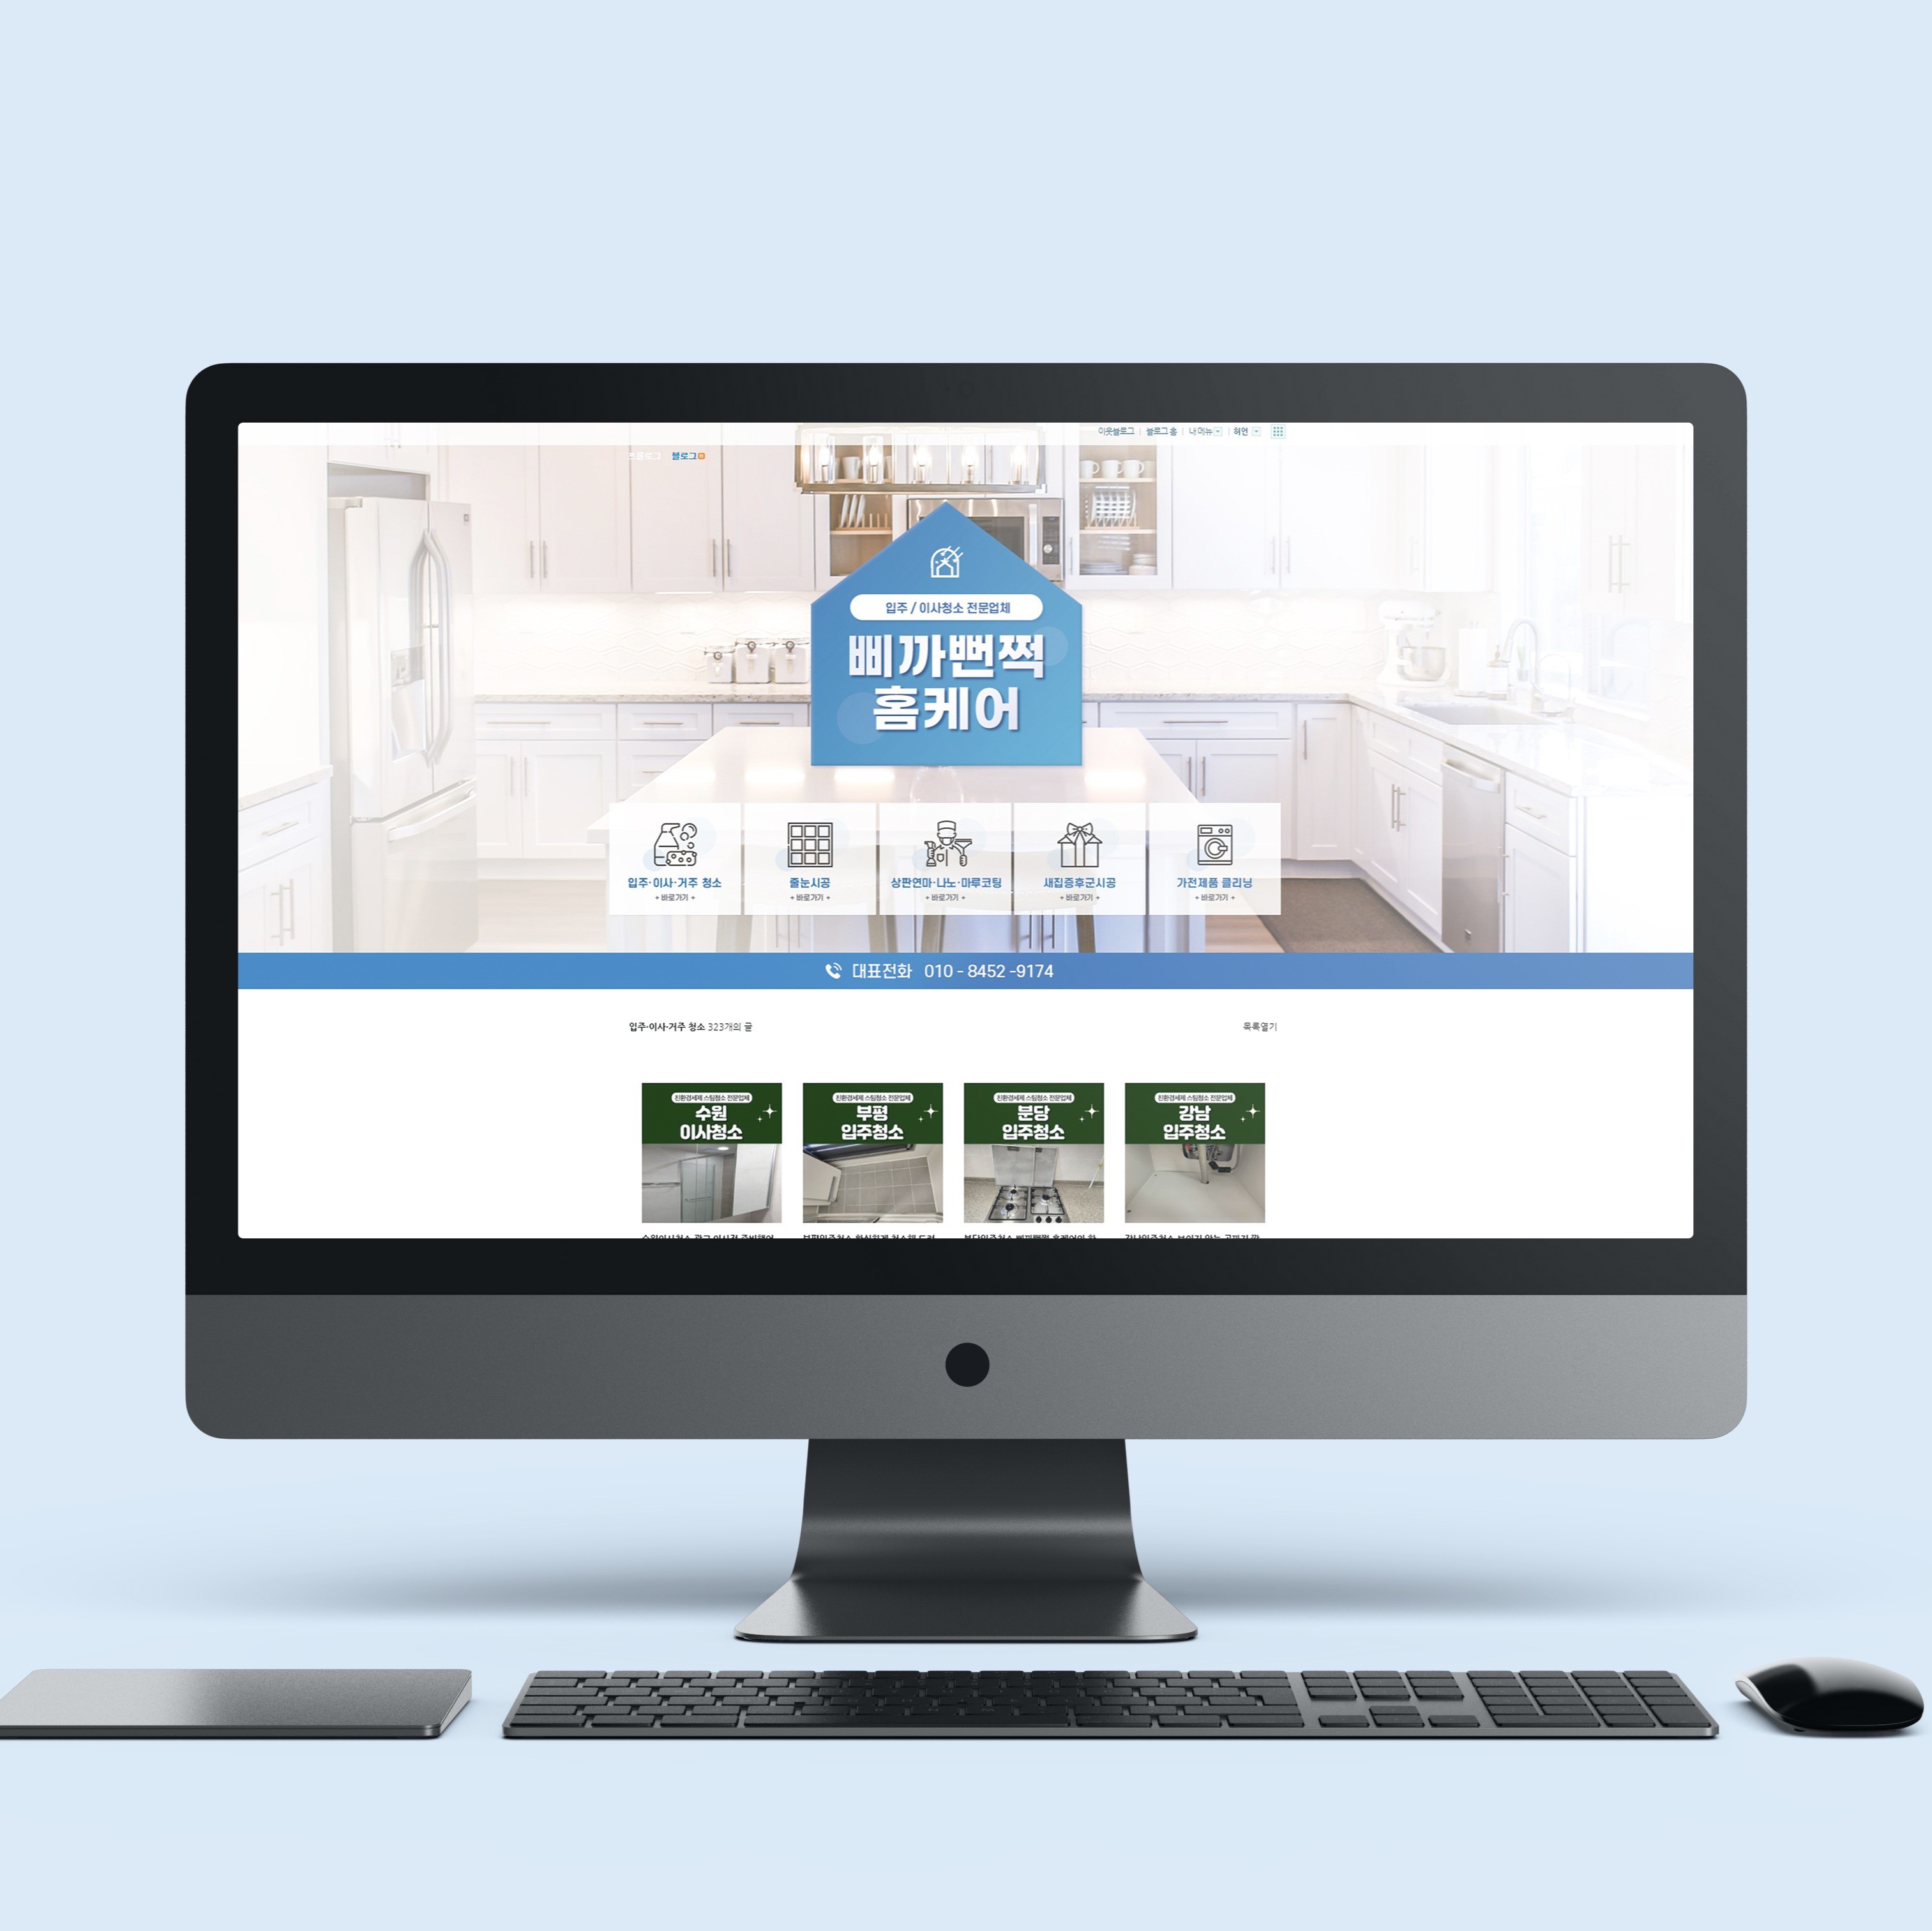 이웃블로그 | 블로그 홈 | 내 메뉴 | 혀언
프롤로그 블로그
입주 / 이사청소 전문업체
삐까뻔쩍
홈케어
입주·이사·거주 청소
+ 바로가기 +
줄눈시공
+ 바로가기 +
상판연마·나노·마루코팅
+ 바로가기 +
새집증후군시공
+ 바로가기 +
가전제품 클리닝
+ 바로가기 +
대표전화 010 - 8452 -9174
입주·이사·거주 청소 323개의 글
목록열기
친환경세제 스팀청소 전문업체
수원
이사청소
친환경세제 스팀청소 전문업체
부평
입주청소
친환경세제 스팀청소 전문업체
분당
입주청소
친환경세제 스팀청소 전문업체
강남
입주청소